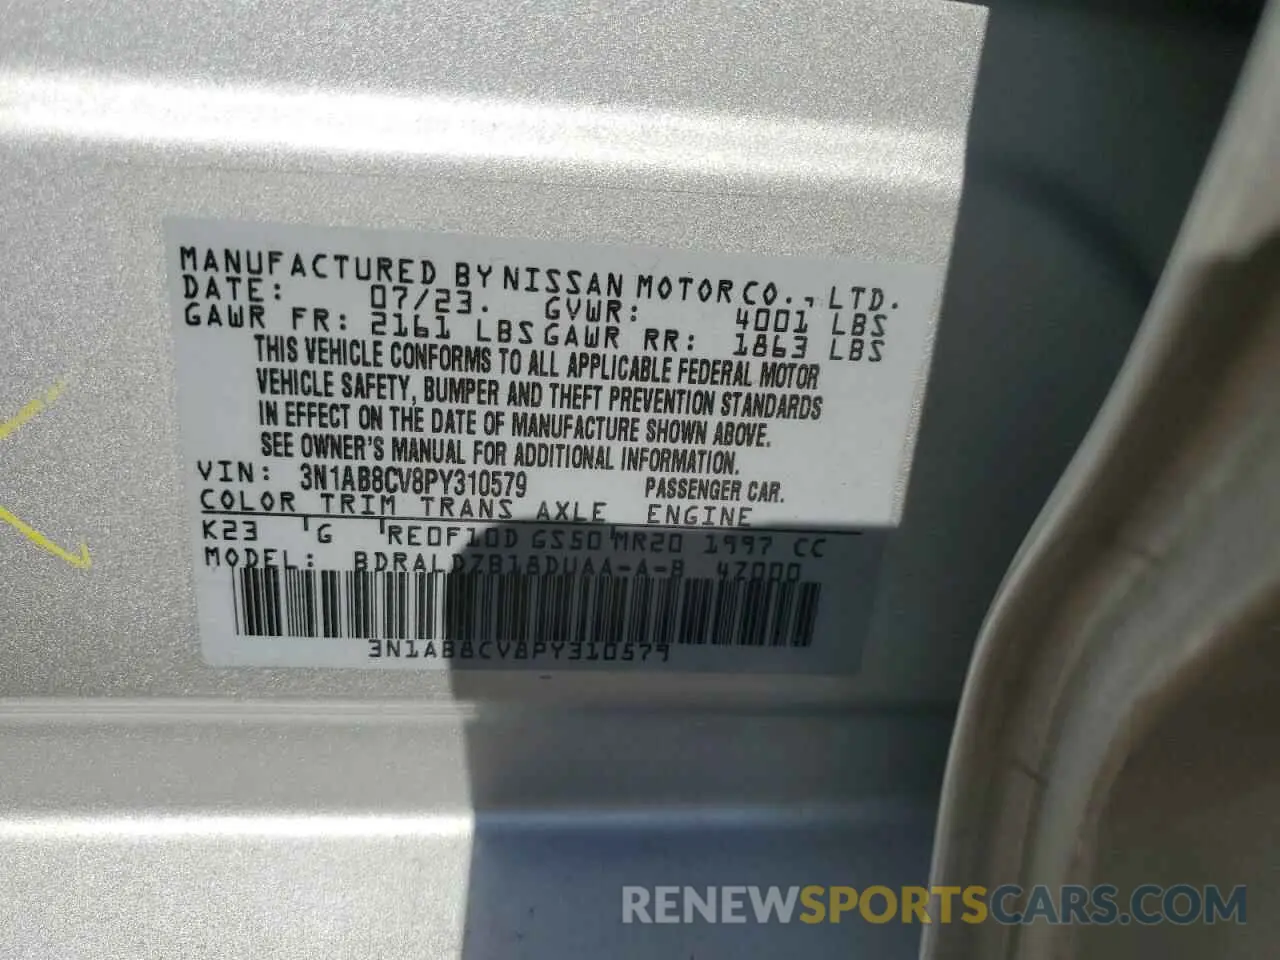 MANUFACTURED BY NISSAN MOTOR CO., LTD.
DATE: 07/23. GVWR: 4001 LBS
GAWR FR: 2161 LBS GAWR RR: 1863 LBS
THIS VEHICLE CONFORMS TO ALL APPLICABLE FEDERAL MOTOR
VEHICLE SAFETY, BUMPER AND THEFT PREVENTION STANDARDS
IN EFFECT ON THE DATE OF MANUFACTURE SHOWN ABOVE.
SEE OWNER'S MANUAL FOR ADDITIONAL INFORMATION.
VIN: 3N1AB8CV8PY310579 PASSENGER CAR.
COLOR TRIM TRANS AXLE ENGINE
K23 G RE0F10D GS50 MR20 1997 CC
MODEL: BDRALDZB18DUAA-A-B 4Z000
3N1AB8CV8PY310579
RENEWSPORTSCARS.COM